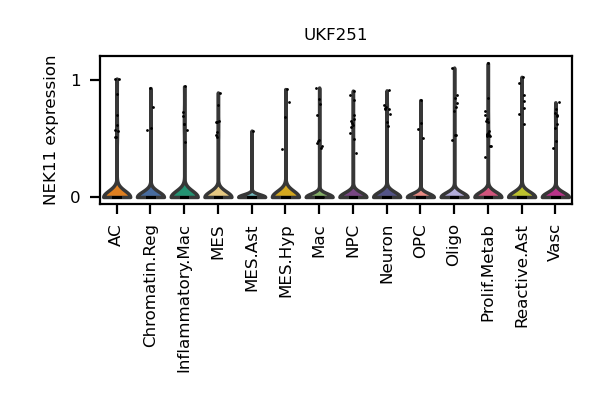 UKF251
NEK11 expression
1
0
AC
Chromatin.Reg
Inflammatory.Mac
MES
MES.Ast
MES.Hyp
Mac
NPC
Neuron
OPC
Oligo
Prolif.Metab
Reactive.Ast
Vasc